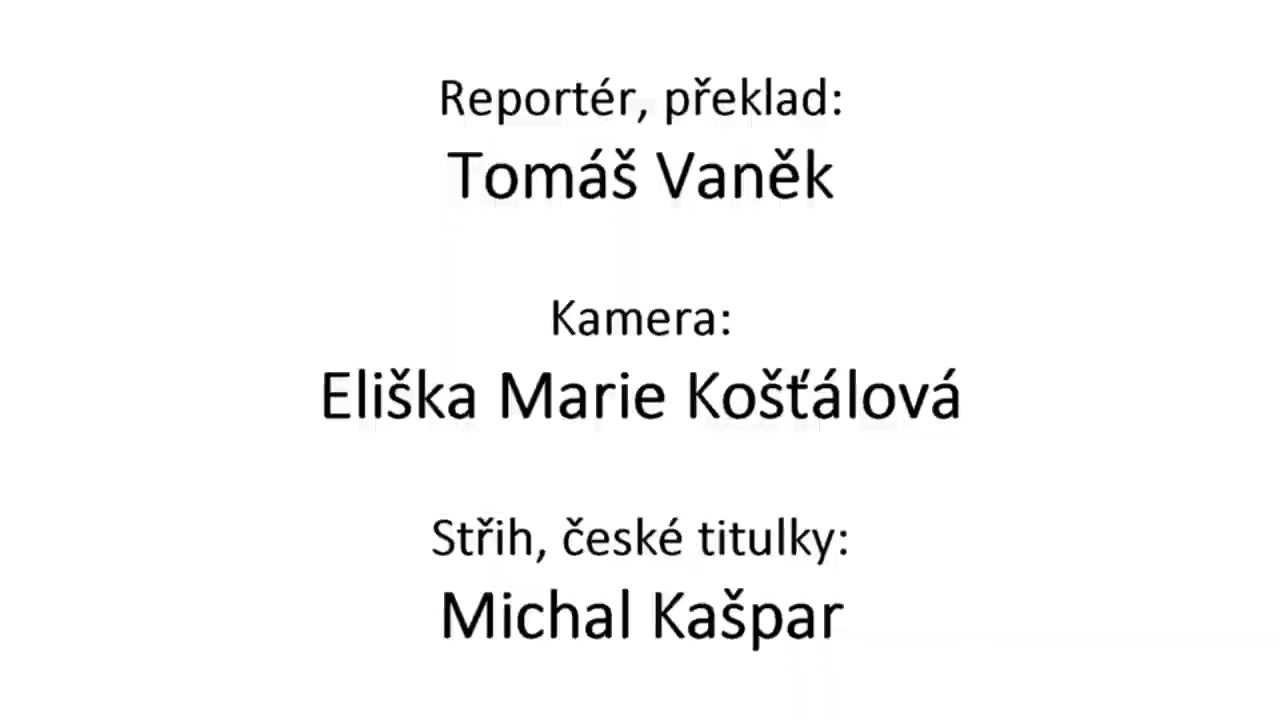 Reportér, překlad:
Tomáš Vaněk
Kamera:
Eliška Marie Košťálová
Střih, české titulky:
Michal Kašpar